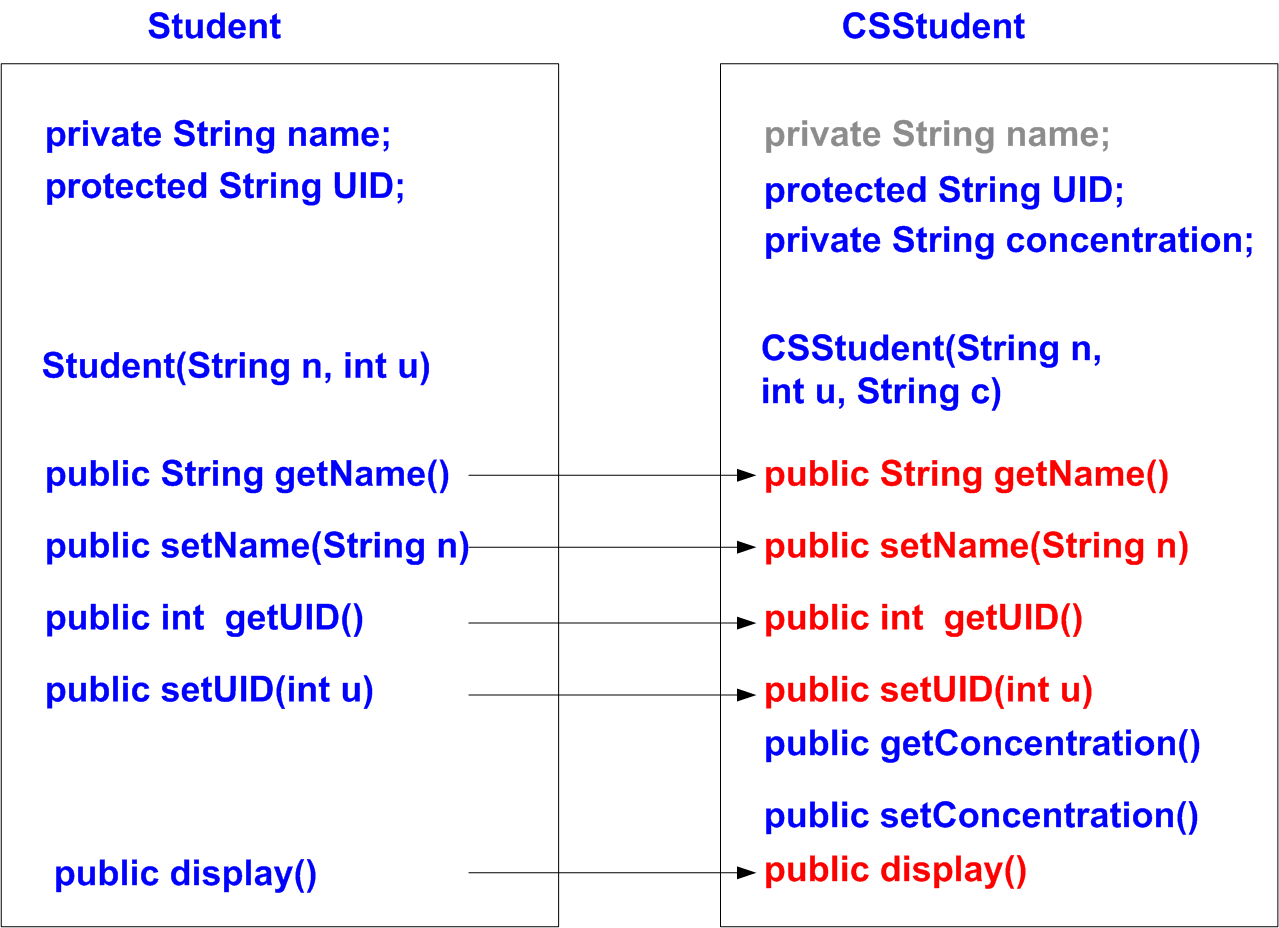 Student
private String name;
protected String UID;
Student(String n, int u)
public String getName()
public setName(String n)
public int  getUID()
public setUID(int u)
public display()
CSStudent
private String name;
protected String UID;
private String concentration;
CSStudent(String n,
int u, String c)
public String getName()
public setName(String n)
public int  getUID()
public setUID(int u)
public getConcentration()
public setConcentration()
public display()